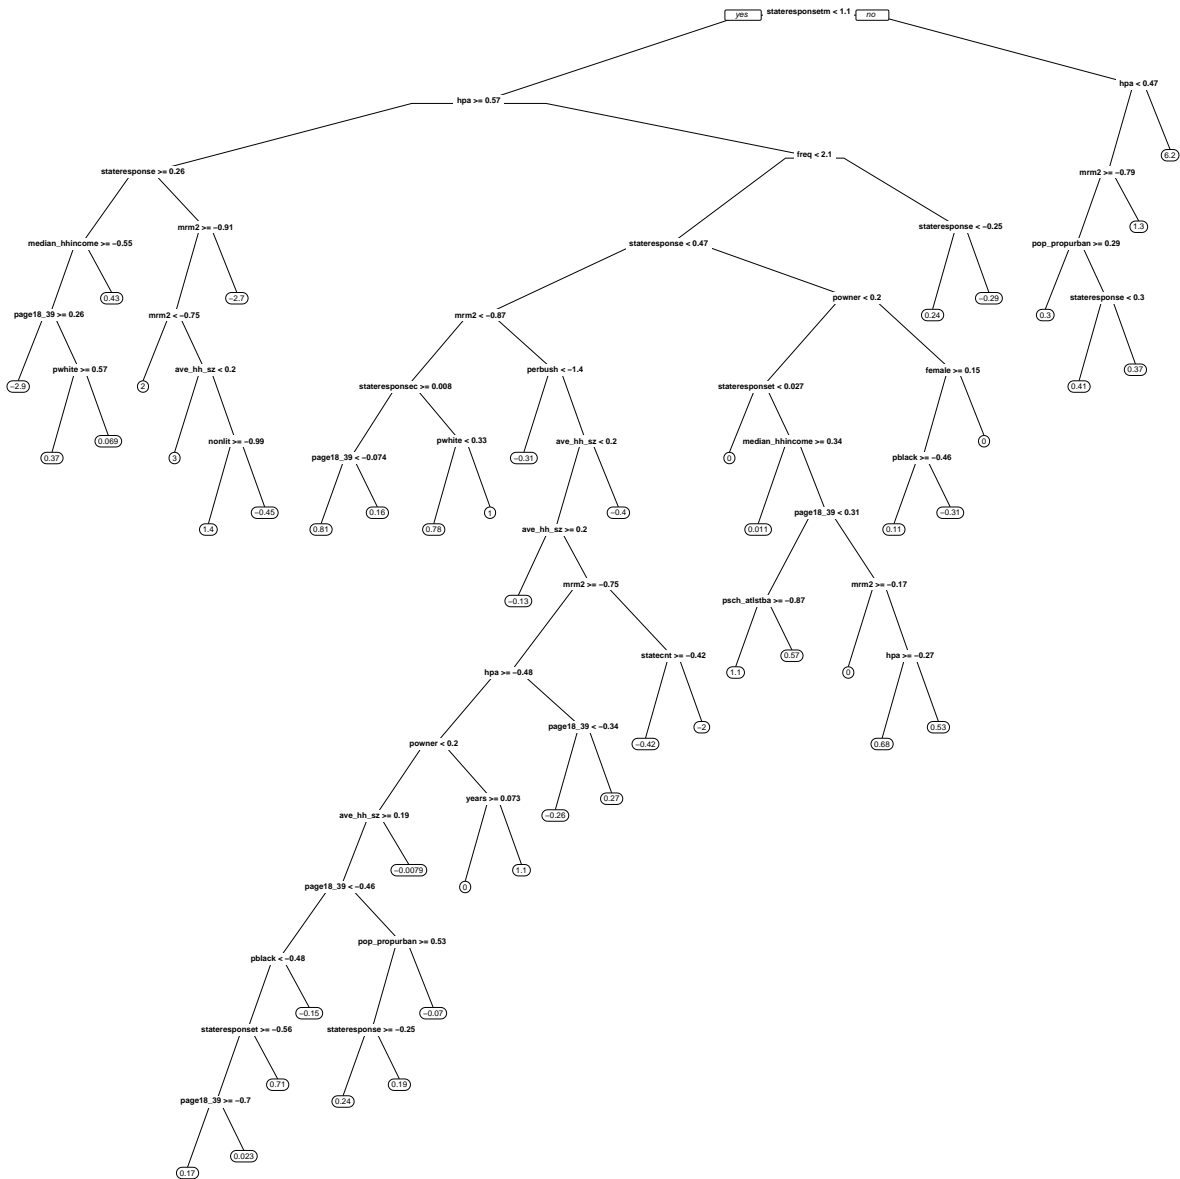 yes stateresponsetm < 1.1 no
hpa < 0.47
hpa >= 0.57
freq < 2.1
6.2
stateresponse >= 0.26
mrm2 >= −0.79
mrm2 >= −0.91
stateresponse < −0.25
1.3
median_hhincome >= −0.55
stateresponse < 0.47
pop_propurban >= 0.29
0.43
−2.7
powner < 0.2
−0.29
stateresponse < 0.3
page18_39 >= 0.26
mrm2 < −0.75
mrm2 < −0.87
0.24
0.3
pwhite >= 0.57
ave_hh_sz < 0.2
perbush < −1.4
female >= 0.15
0.37
−2.9
2
stateresponsec >= 0.008
stateresponset < 0.027
0.41
0.069
nonlit >= −0.99
pwhite < 0.33
ave_hh_sz < 0.2
median_hhincome >= 0.34
0
0.37
3
page18_39 < −0.074
−0.31
0
pblack >= −0.46
−0.45
0.16
1
−0.4
page18_39 < 0.31
−0.31
1.4
0.81
0.78
ave_hh_sz >= 0.2
0.011
0.11
mrm2 >= −0.75
mrm2 >= −0.17
−0.13
psch_atlstba >= −0.87
statecnt >= −0.42
0.57
hpa >= −0.27
hpa >= −0.48
1.1
0
page18_39 < −0.34
−2
0.53
powner < 0.2
−0.42
0.68
years >= 0.073
0.27
ave_hh_sz >= 0.19
−0.26
−0.0079
1.1
page18_39 < −0.46
0
pop_propurban >= 0.53
pblack < −0.48
−0.15
−0.07
stateresponset >= −0.56
stateresponse >= −0.25
0.71
0.19
page18_39 >= −0.7
0.24
0.023
0.17